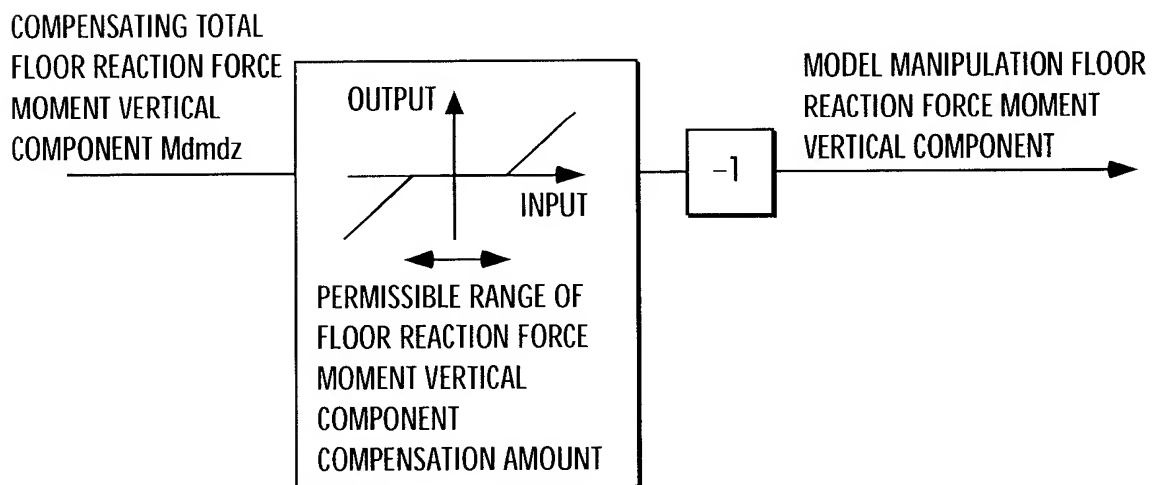 COMPENSATING TOTAL
FLOOR REACTION FORCE
MOMENT VERTICAL
COMPONENT Mdmdz
OUTPUT
INPUT
PERMISSIBLE RANGE OF
FLOOR REACTION FORCE
MOMENT VERTICAL
COMPONENT
COMPENSATION AMOUNT
−1
MODEL MANIPULATION FLOOR
REACTION FORCE MOMENT
VERTICAL COMPONENT